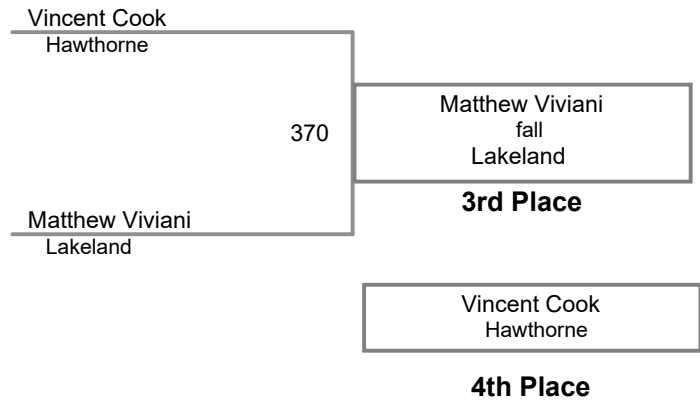 Vincent Cook
Hawthorne
370
Matthew Viviani
fall
Lakeland
3rd Place
Matthew Viviani
Lakeland
Vincent Cook
Hawthorne
4th Place